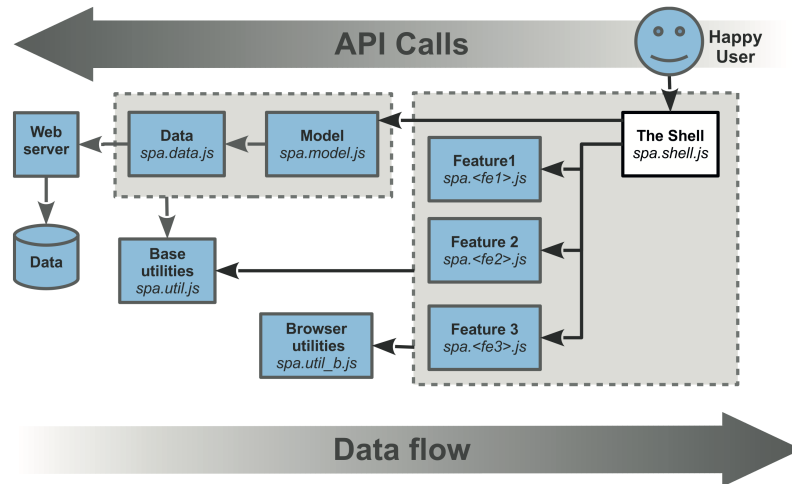 API Calls
Happy
User
Web
server
Data
spa.data.js
Model
spa.model.js
The Shell
spa.shell.js
Feature1
spa.<fe1>.js
Feature 2
spa.<fe2>.js
Data
Base
utilities
spa.util.js
Browser
utilities
spa.util_b.js
Feature 3
spa.<fe3>.js
Data flow